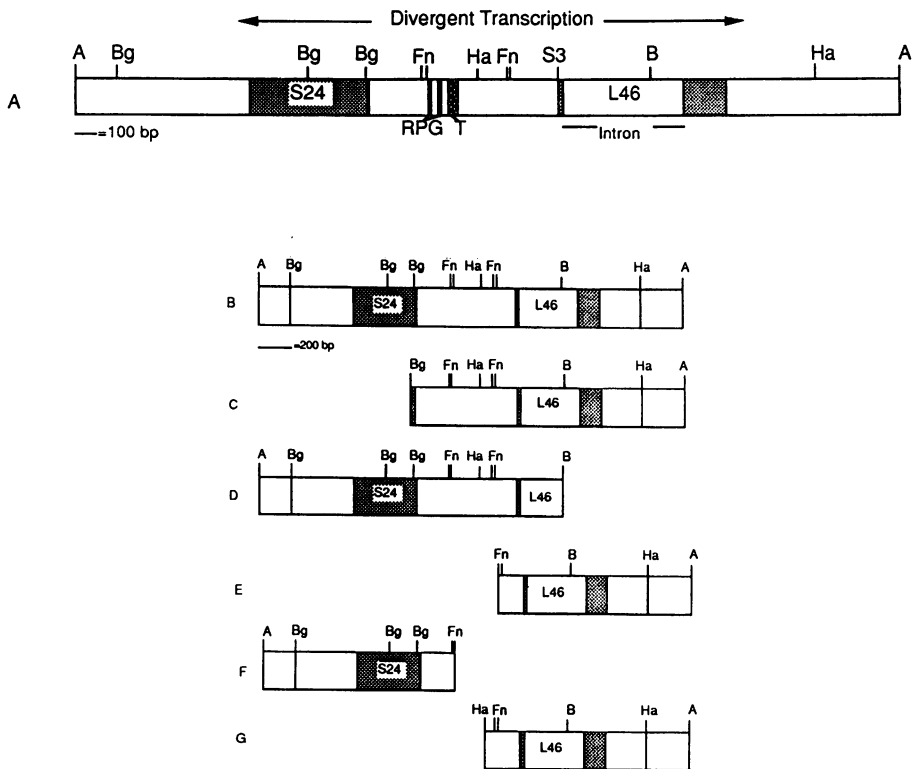 Divergent Transcription
A Bg Bg Bg Fn Ha Fn S3 B Ha A
A S24 L46
=100 bp RPG T Intron
A Bg Bg Bg Fn Ha Fn B Ha A
B S24 L46
=200 bp
Bg Fn Ha Fn B Ha A
C L46
A Bg Bg Bg Fn Ha Fn B
D S24 L46
Fn B Ha A
E L46
A Bg Bg Bg Fn
F S24
Ha Fn B Ha A
G L46